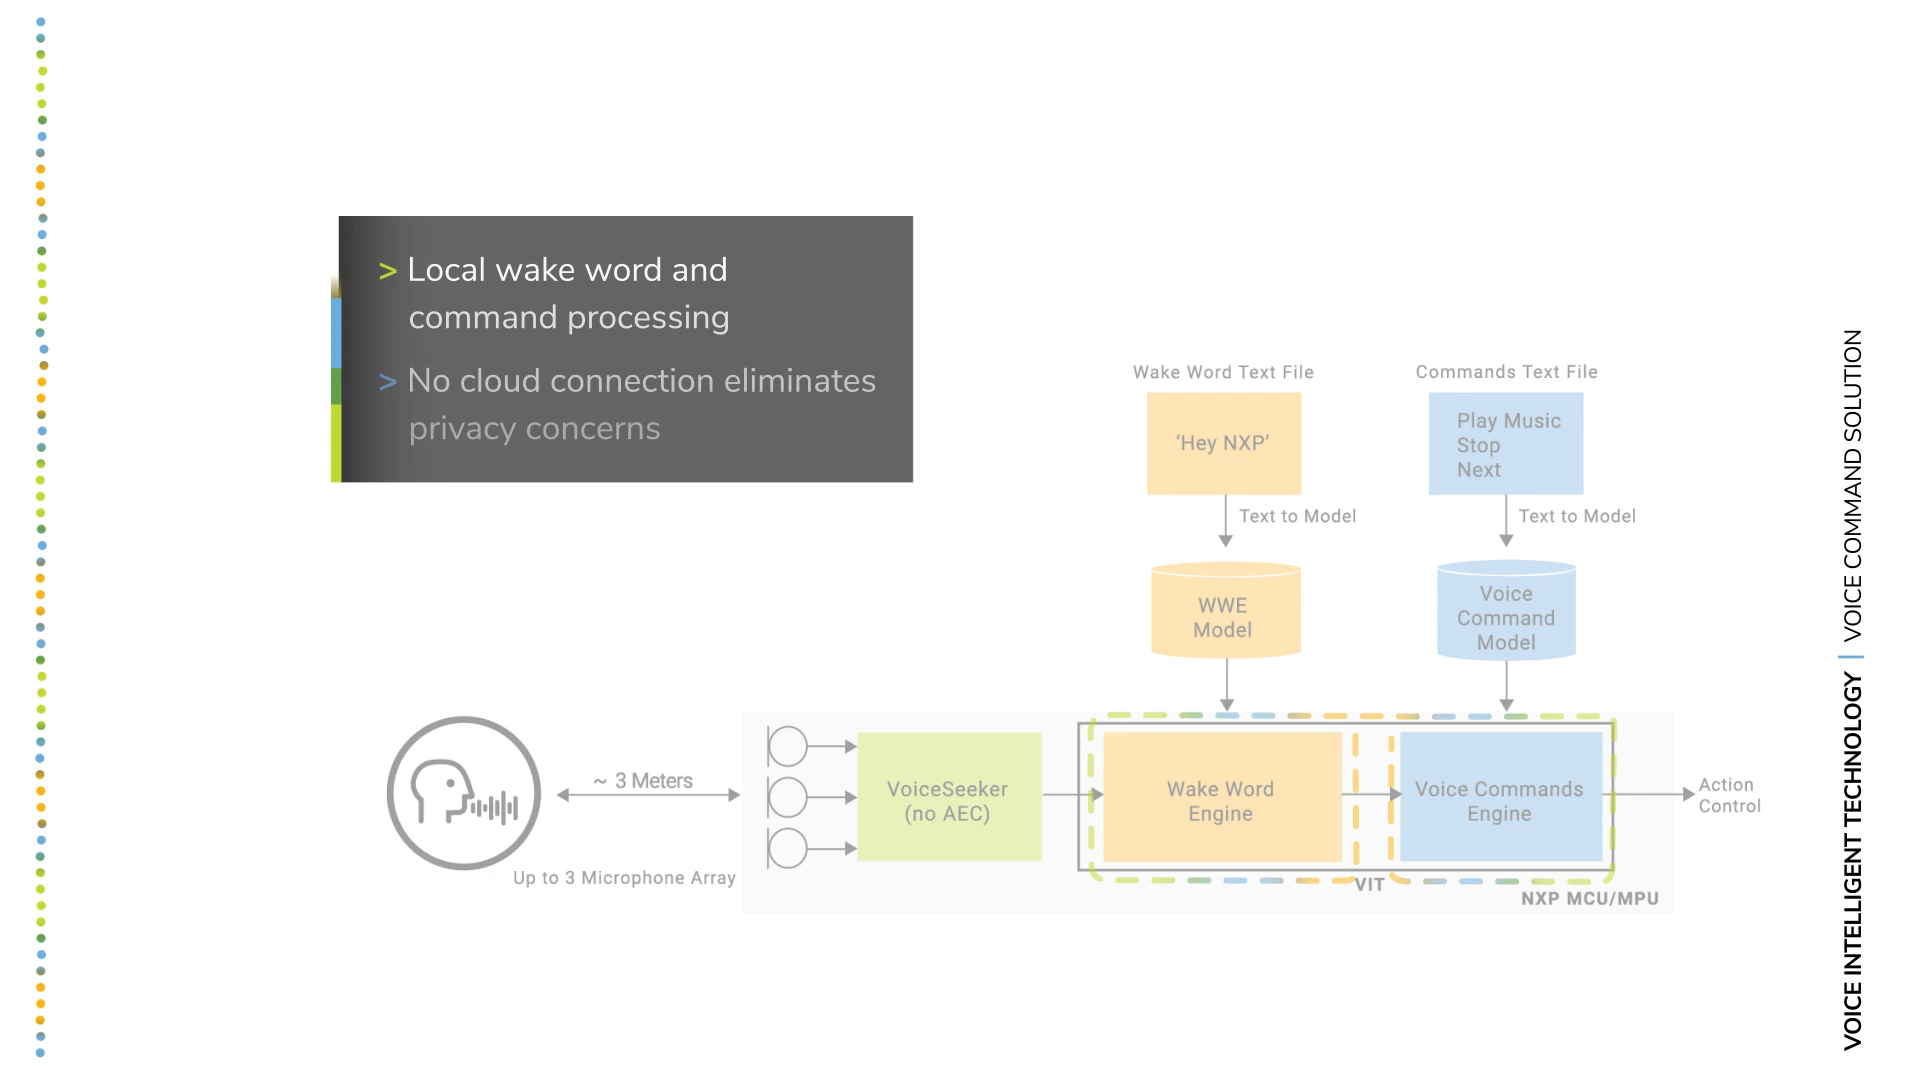 > Local wake word and
command processing
> No cloud connection eliminates
privacy concerns
Wake Word Text File
Commands Text File
‘Hey NXP’
Play Music
Stop
Next
Text to Model
Text to Model
WWE
Model
Voice
Command
Model
~ 3 Meters
Up to 3 Microphone Array
VoiceSeeker
(no AEC)
Wake Word
Engine
Voice Commands
Engine
Action
Control
VIT
NXP MCU/MPU
VOICE INTELLIGENT TECHNOLOGY | VOICE COMMAND SOLUTION